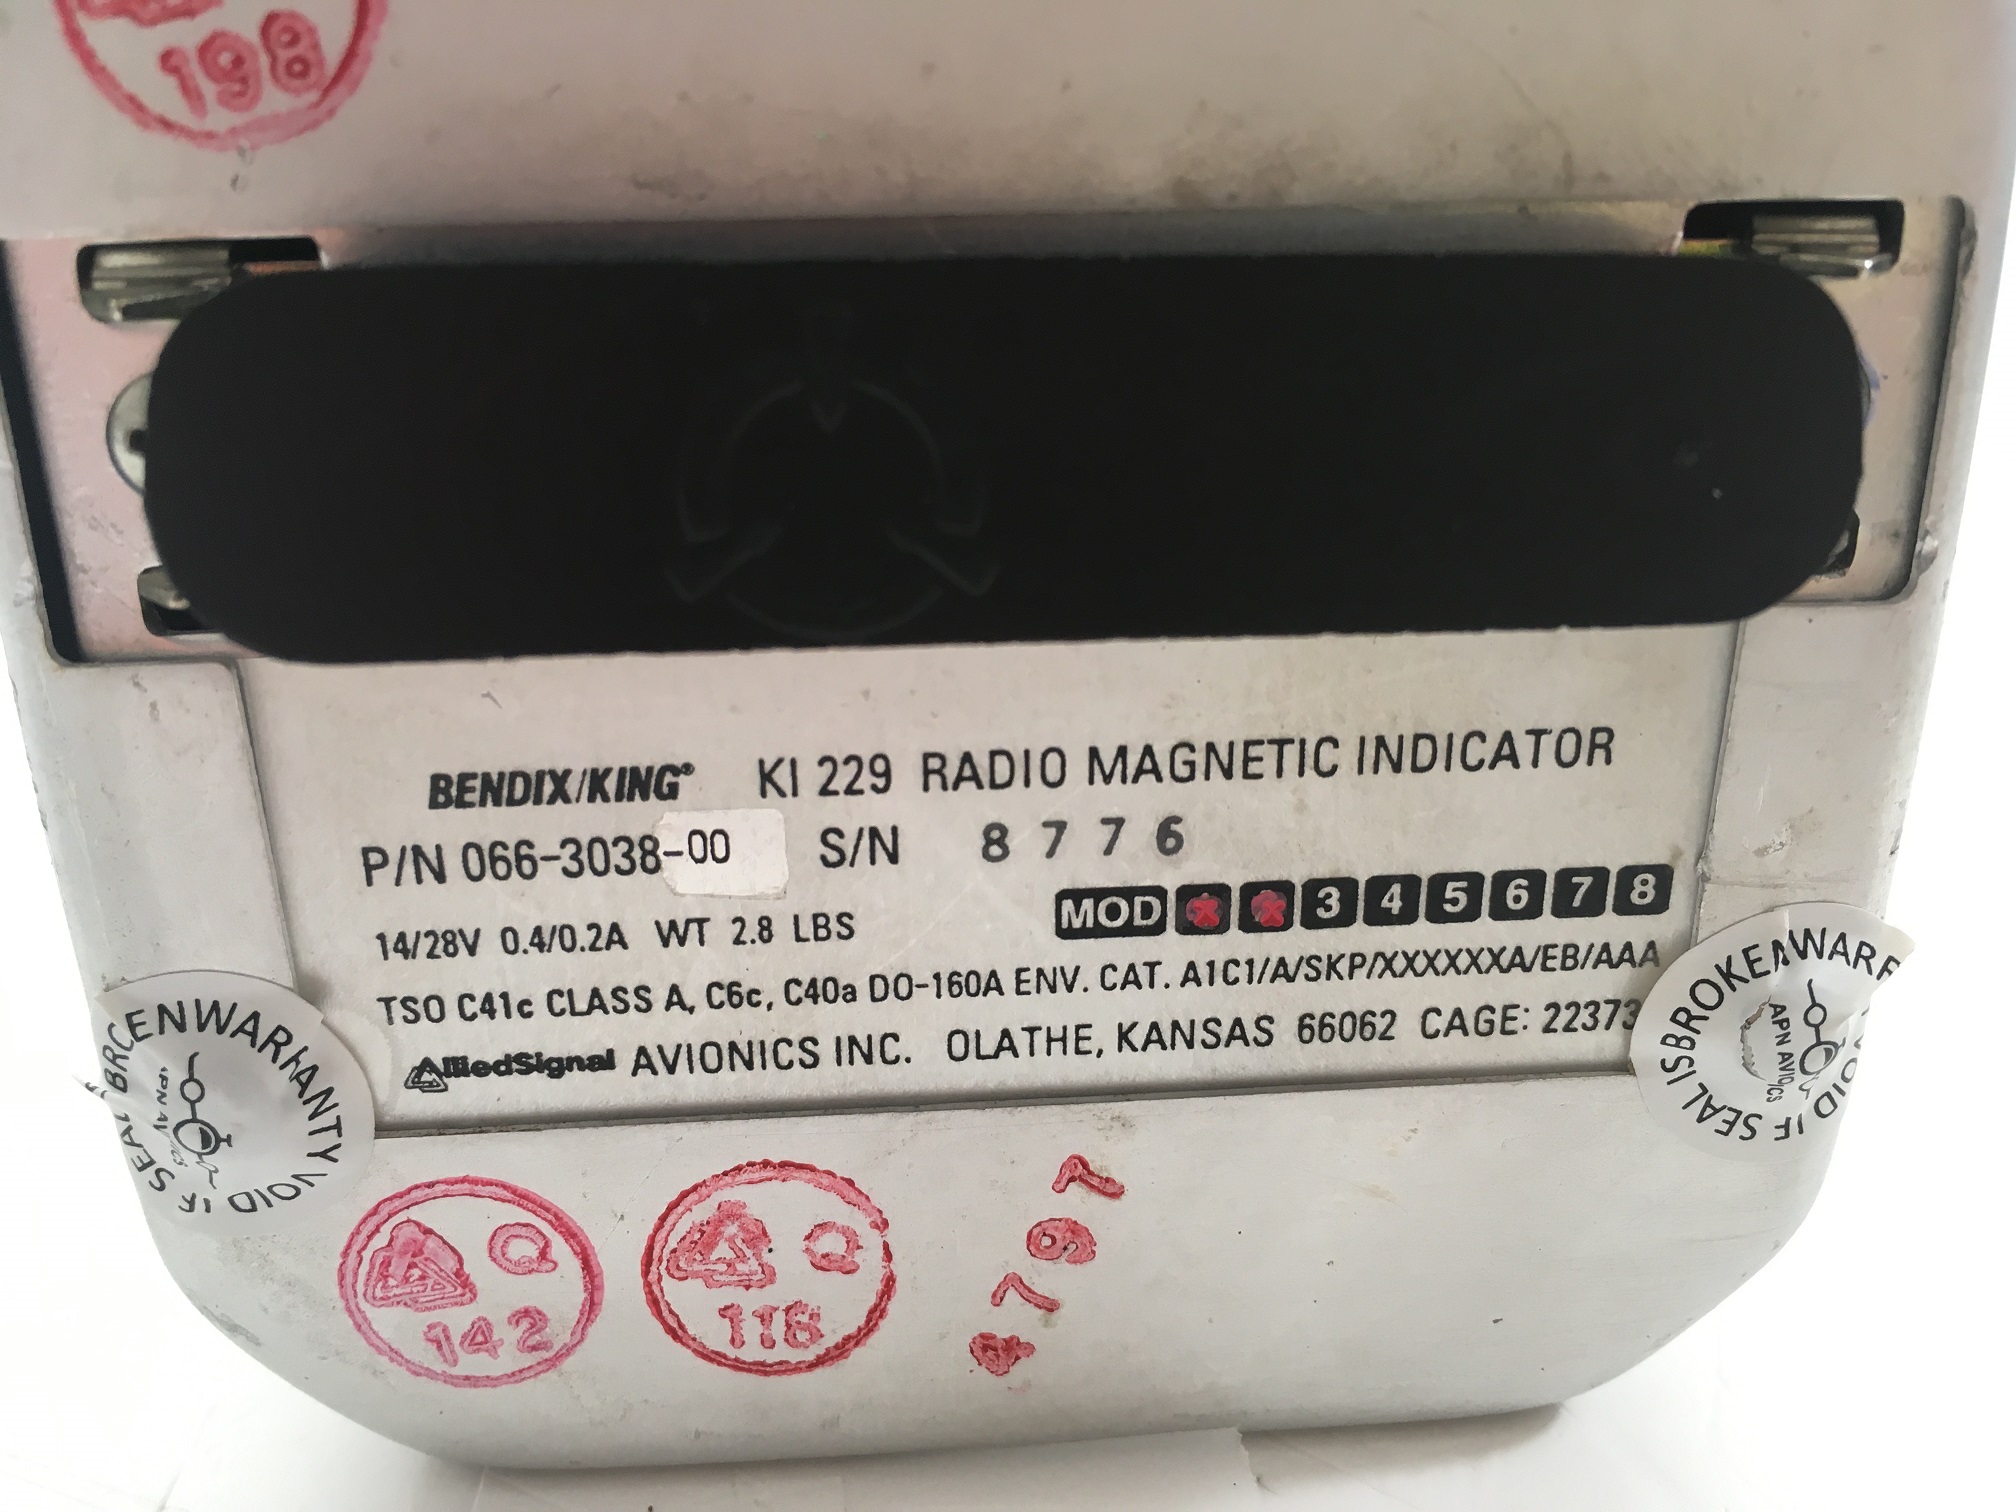 198
BENDIX/KING® KI 229 RADIO MAGNETIC INDICATOR
P/N 066-3038-00 S/N 8776
MOD 3 4 5 6 7 8
14/28V 0.4/0.2A WT 2.8 LBS
TSO C41c CLASS A, C6c, C40a DO-160A ENV. CAT. A1C1/A/SKP/XXXXXXA/EB/AAA
AlliedSignal AVIONICS INC. OLATHE, KANSAS 66062 CAGE: 22373
WARRANTY VOID IF SEAL
VOID IF SEAL IS BROKEN
APN AVIONICS
Q
142
Q
118